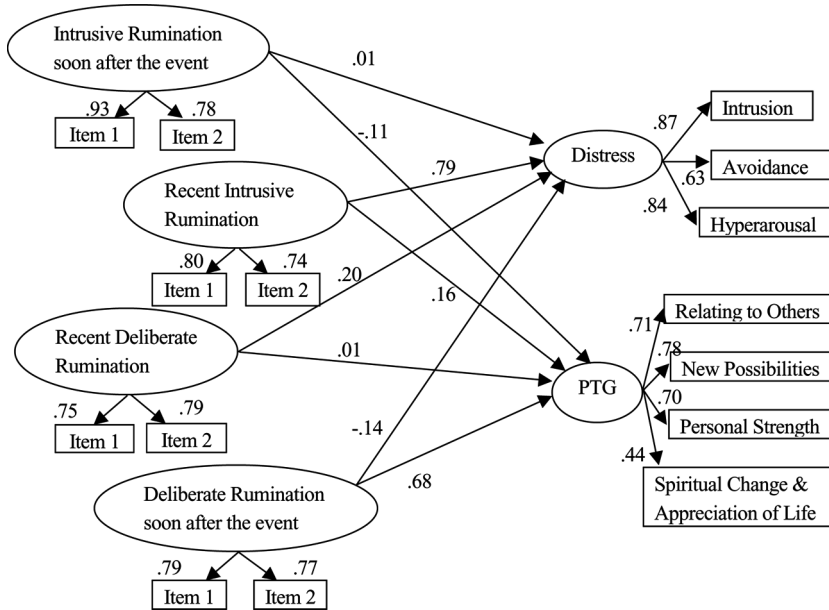 Intrusive Rumination
soon after the event
.93
.78
Item 1
Item 2
.01
-.11
Recent Intrusive
Rumination
.80
.74
Item 1
Item 2
.79
.16
Recent Deliberate
Rumination
.75
.79
Item 1
Item 2
.20
.01
Deliberate Rumination
soon after the event
.79
.77
Item 1
Item 2
-.14
.68
Distress
.87
.63
.84
Intrusion
Avoidance
Hyperarousal
PTG
.71
.78
.70
.44
Relating to Others
New Possibilities
Personal Strength
Spiritual Change &
Appreciation of Life